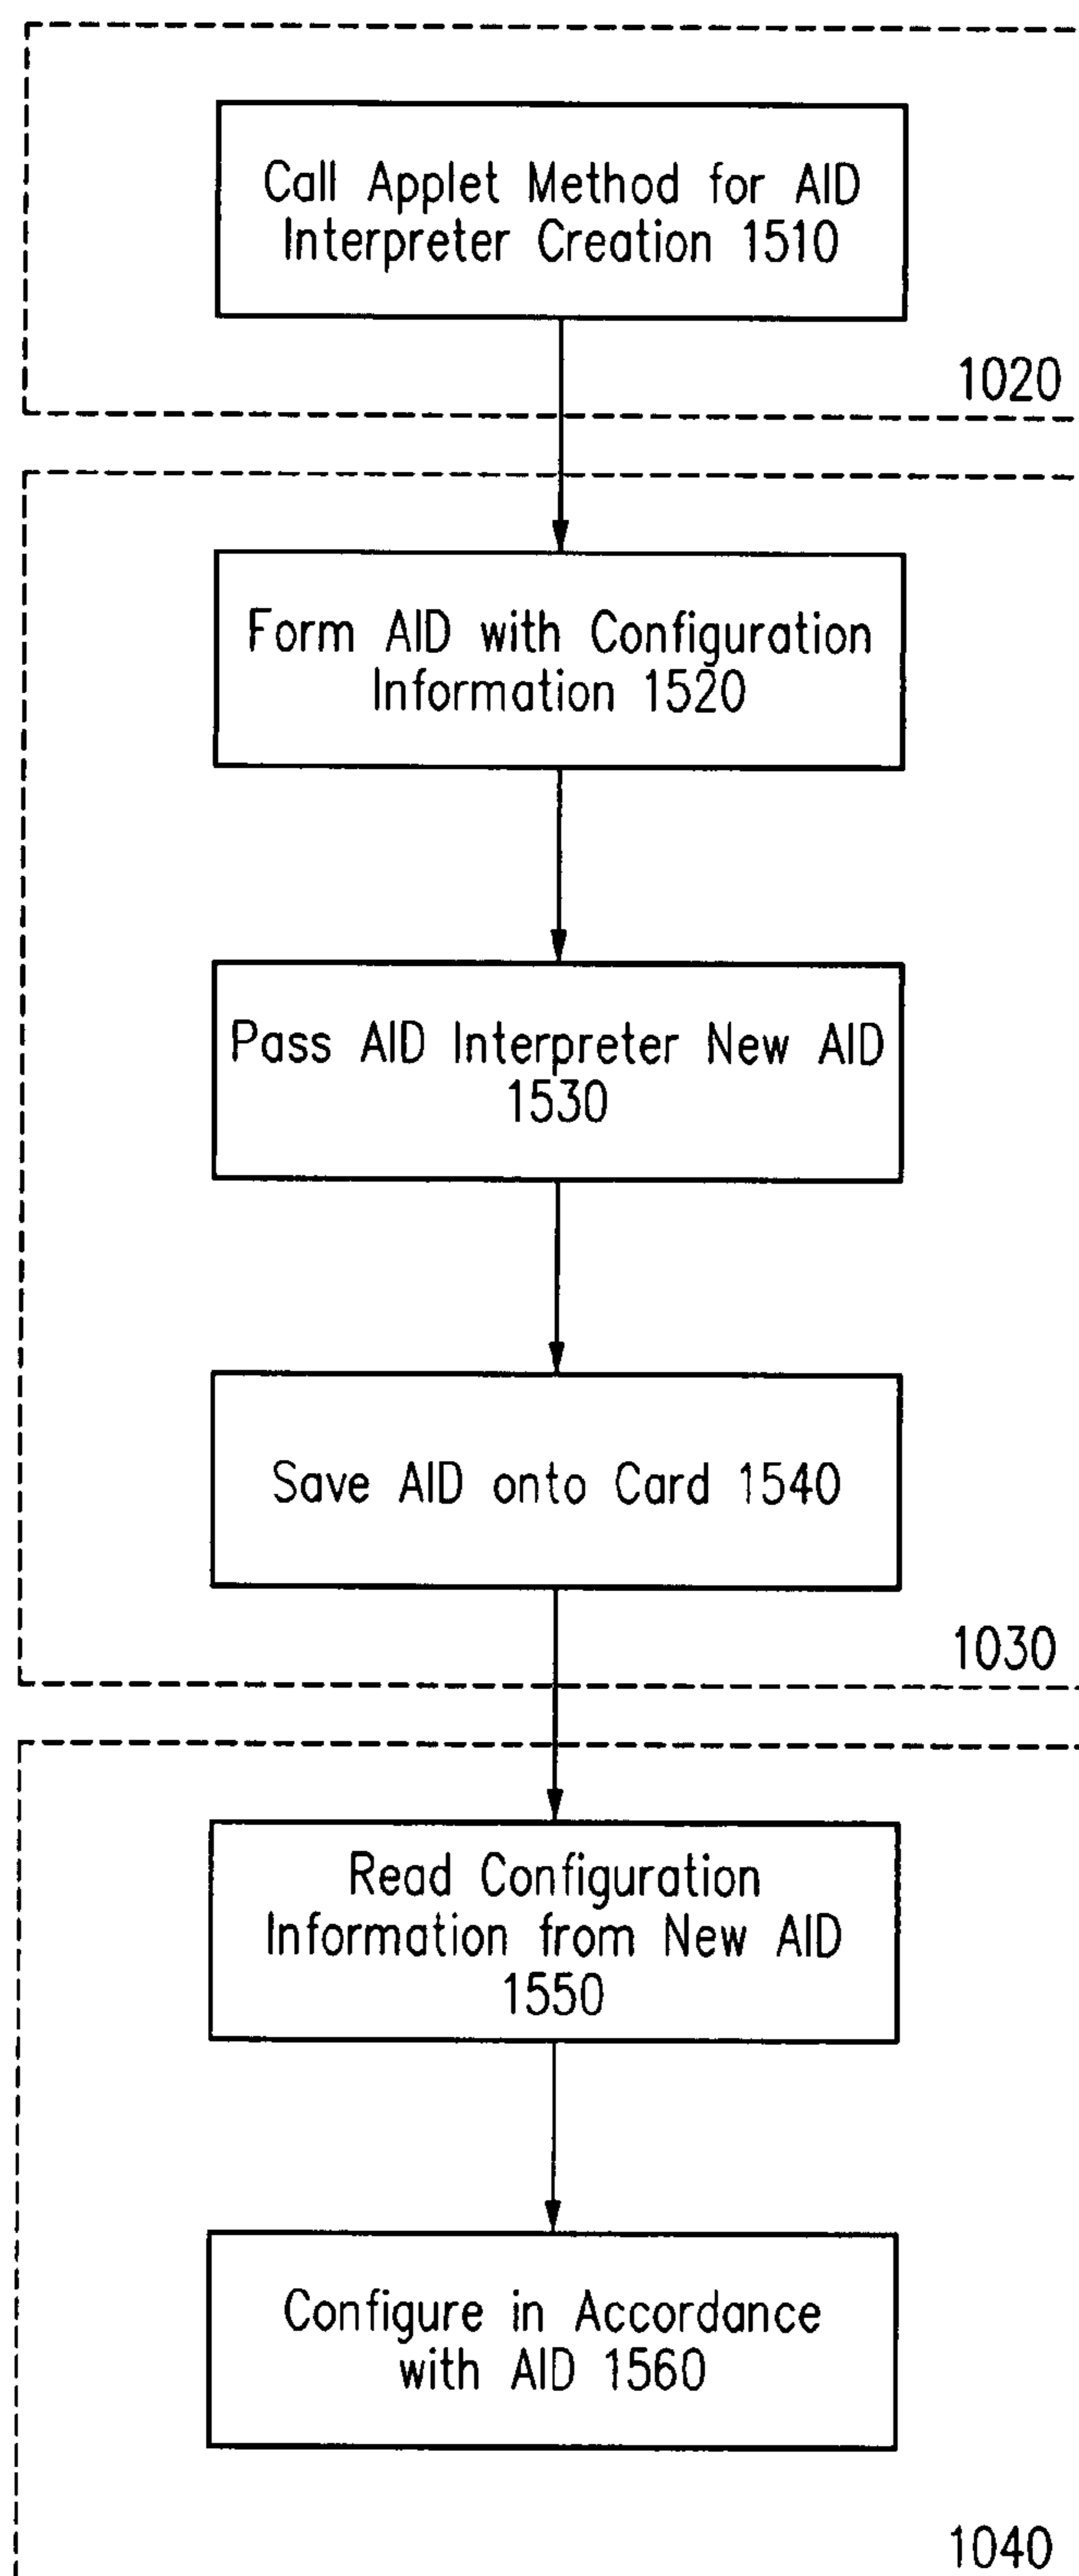 Call Applet Method for AID
Interpreter Creation 1510
1020
Form AID with Configuration
Information 1520
Pass AID Interpreter New AID
1530
Save AID onto Card 1540
1030
Read Configuration
Information from New AID
1550
Configure in Accordance
with AID 1560
1040